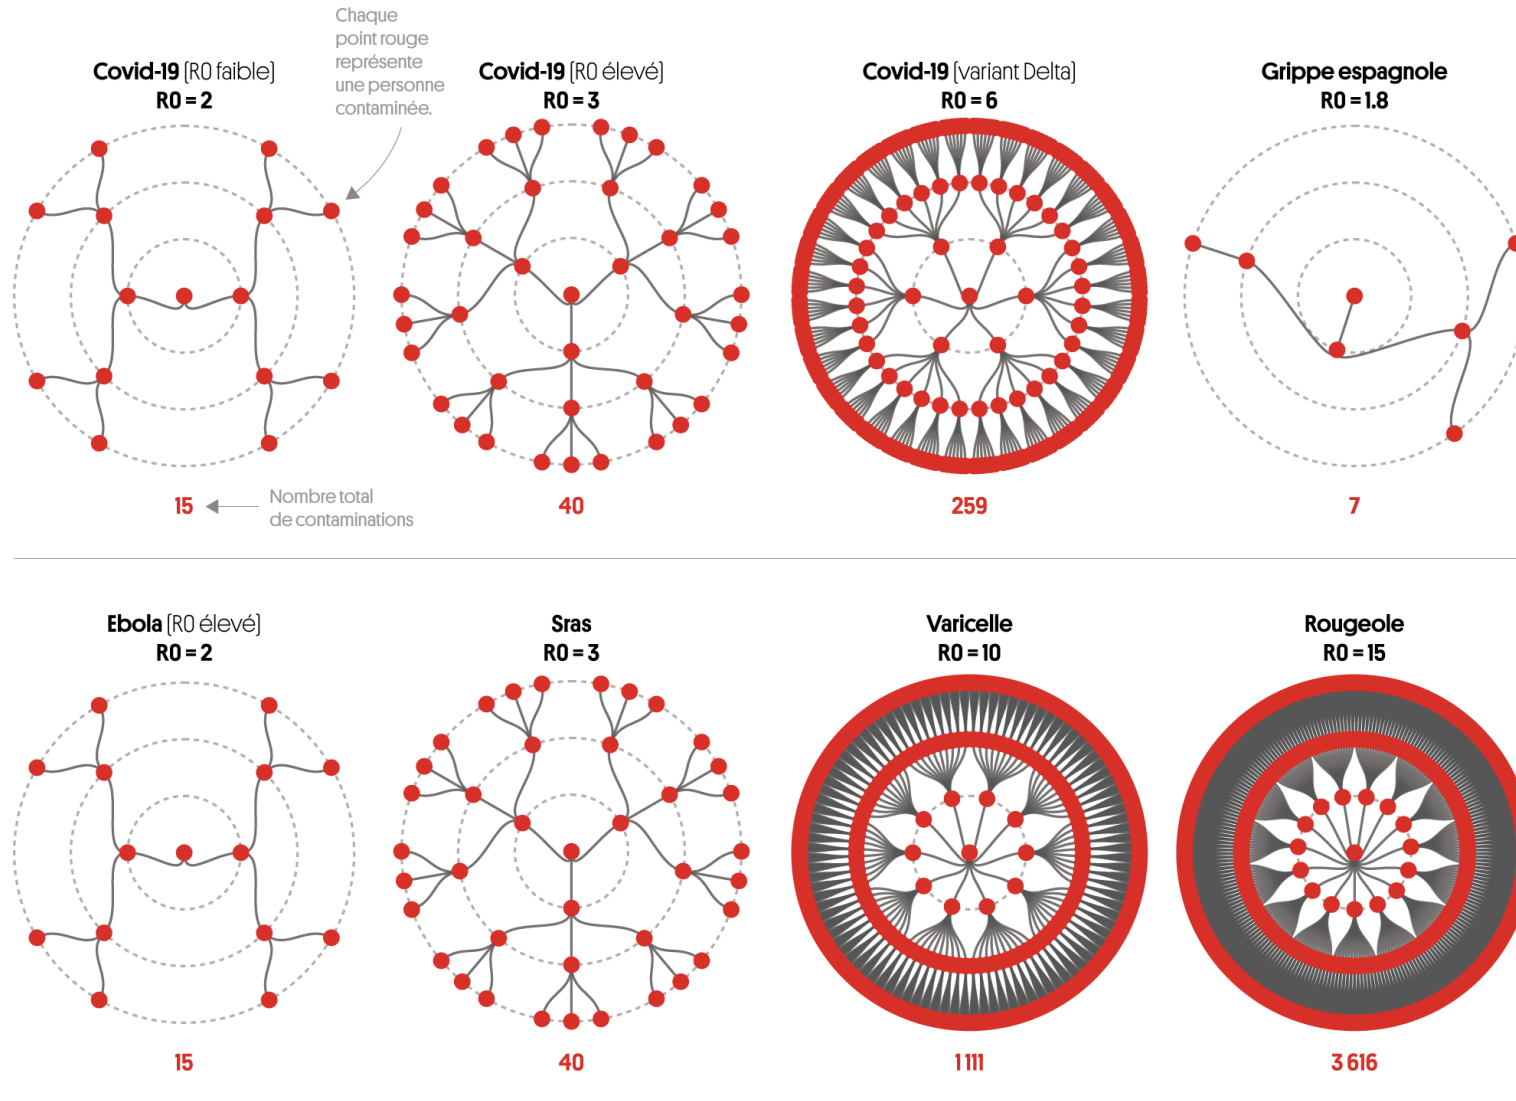 Chaque
point rouge
représente
une personne
contaminée.
Covid-19 (R0 faible)
R0 = 2
Covid-19 (R0 élevé)
R0 = 3
Covid-19 (variant Delta)
R0 = 6
Grippe espagnole
R0 = 1.8
15
Nombre total
de contaminations
40
259
7
Ebola (R0 élevé)
R0 = 2
Sras
R0 = 3
Varicelle
R0 = 10
Rougeole
R0 = 15
15
40
1 111
3 616